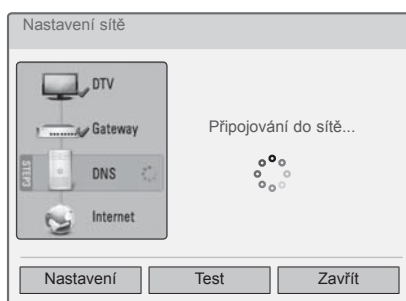 Nastavení sítě
DTV
Gateway
Připojování do sítě...
STEP3
DNS
Internet
Nastavení
Test
Zavřít